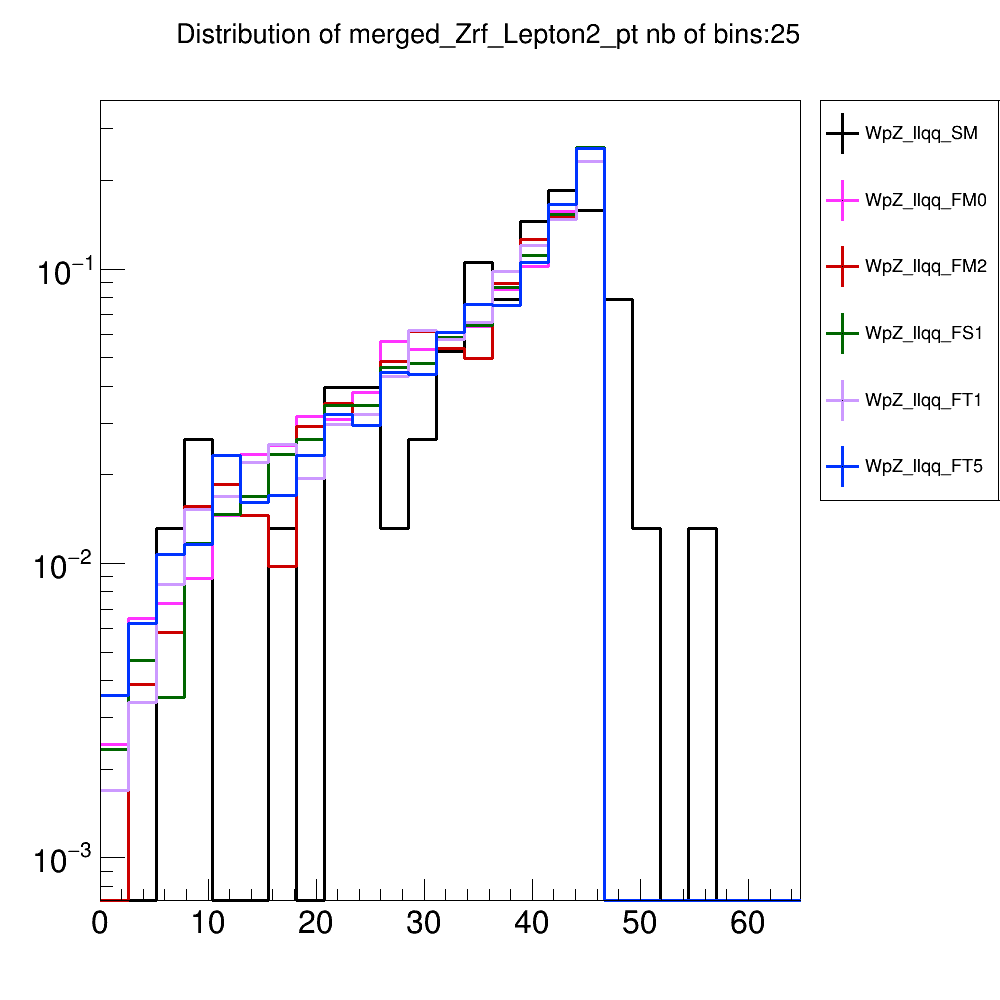 Distribution of merged_Zrf_Lepton2_pt nb of bins:25
WpZ_llqq_SM
WpZ_llqq_FM0
WpZ_llqq_FM2
WpZ_llqq_FS1
WpZ_llqq_FT1
WpZ_llqq_FT5
10⁻¹
10⁻²
10⁻³
0 10 20 30 40 50 60